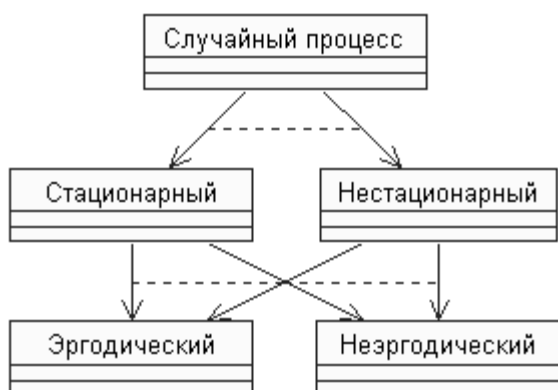 Случайный процесс
Стационарный
Нестационарный
Эргодический
Неэргодический